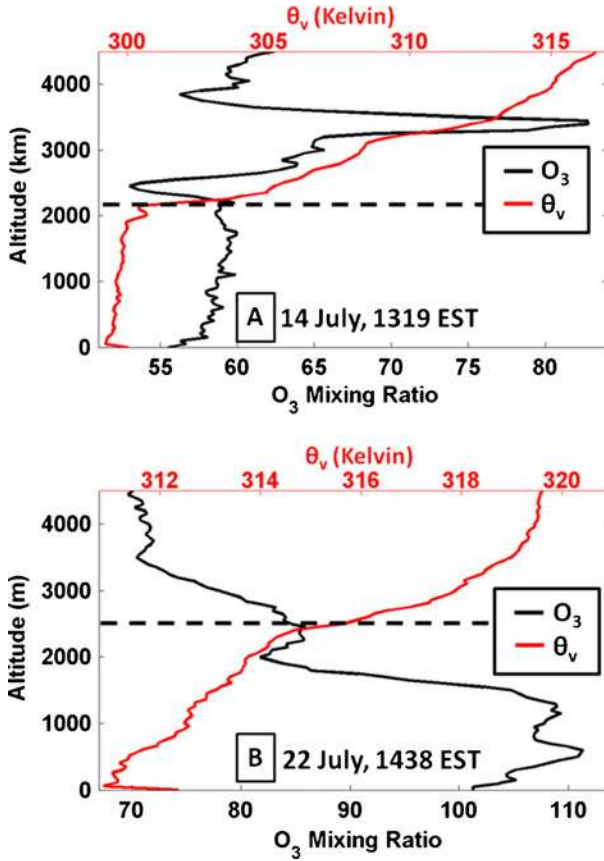 θv (Kelvin)
300 305 310 315
4000
3000
2000
1000
0
Altitude (km)
O3
θv
A 14 July, 1319 EST
55 60 65 70 75 80
O3 Mixing Ratio
θv (Kelvin)
312 314 316 318 320
4000
3000
2000
1000
0
Altitude (m)
O3
θv
B 22 July, 1438 EST
70 80 90 100 110
O3 Mixing Ratio